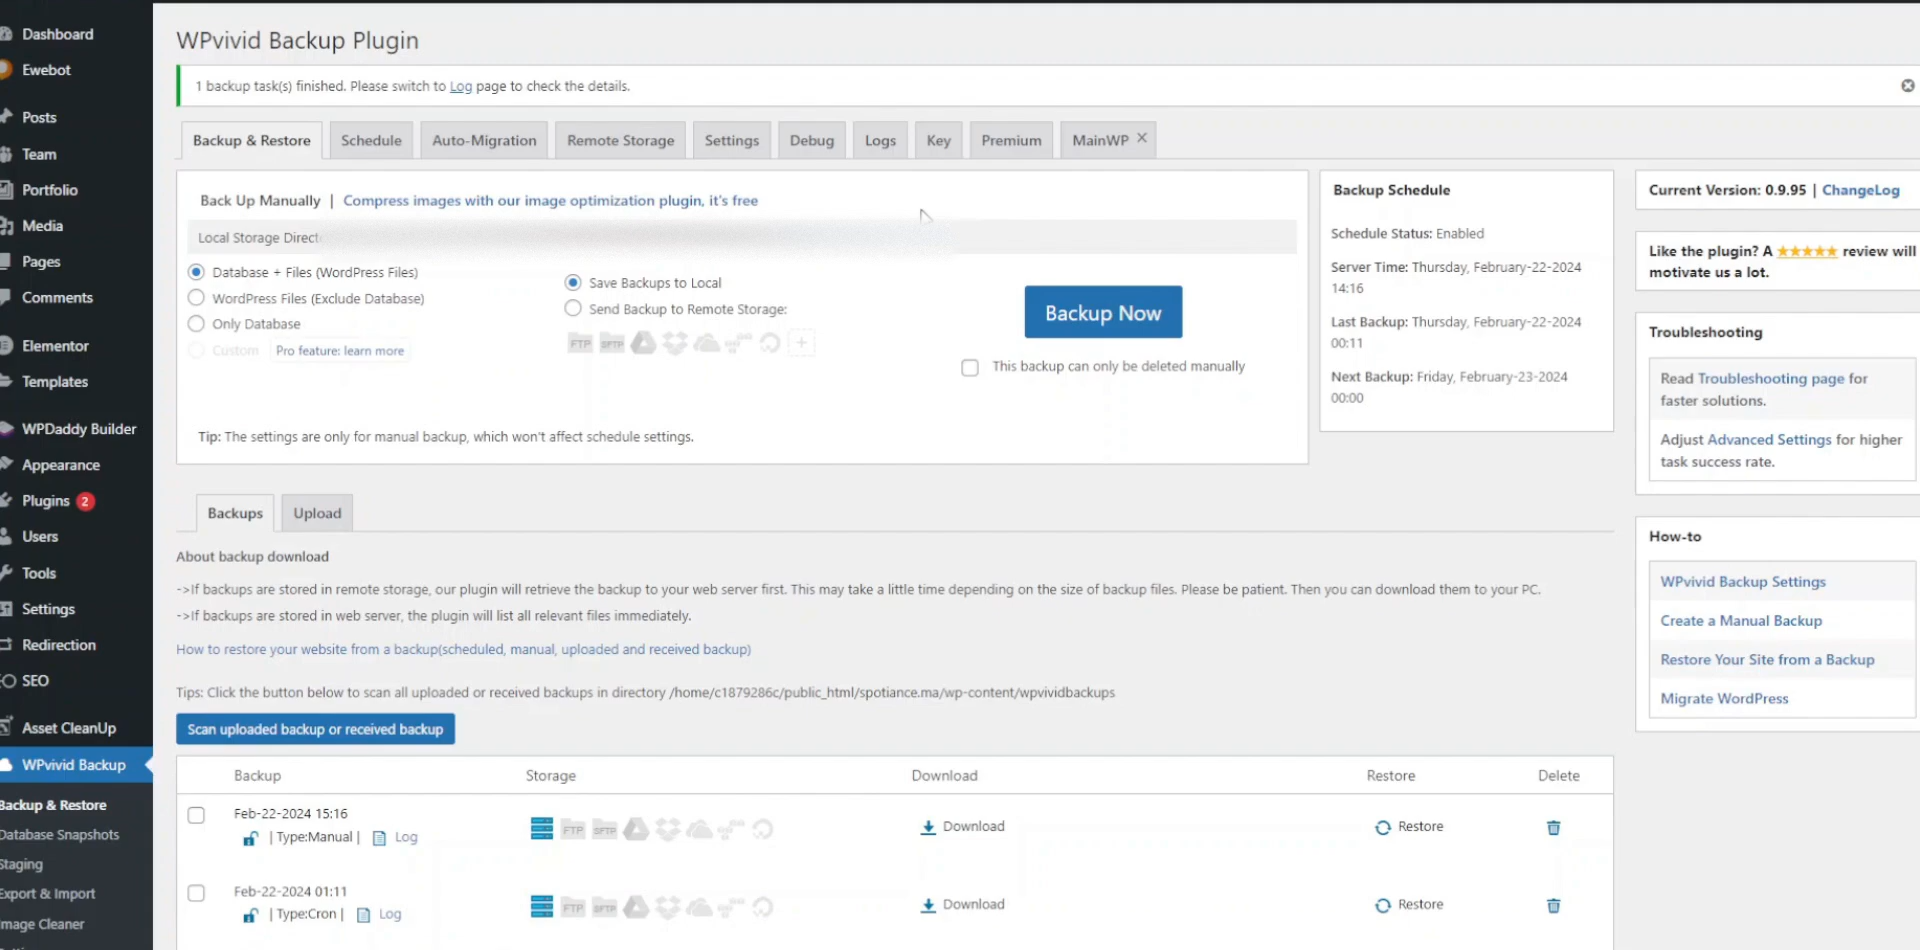 Dashboard
Ewebot
Posts
Team
Portfolio
Media
Pages
Comments
Elementor
Templates
WPDaddy Builder
Appearance
Plugins 2
Users
Tools
Settings
Redirection
SEO
Asset CleanUp
WPvivid Backup
Backup & Restore
Database Snapshots
Staging
Export & Import
Image Cleaner
WPvivid Backup Plugin
1 backup task(s) finished. Please switch to Log page to check the details.
Backup & Restore Schedule Auto-Migration Remote Storage Settings Debug Logs Key Premium MainWP
Back Up Manually | Compress images with our image optimization plugin, it's free
Local Storage Direct
Database + Files (WordPress Files)
WordPress Files (Exclude Database)
Only Database
Custom Pro feature: learn more
Save Backups to Local
Send Backup to Remote Storage:
FTP SFTP
Backup Now
This backup can only be deleted manually
Tip: The settings are only for manual backup, which won't affect schedule settings.
Backup Schedule
Schedule Status: Enabled
Server Time: Thursday, February-22-2024
14:16
Last Backup: Thursday, February-22-2024
00:11
Next Backup: Friday, February-23-2024
00:00
Current Version: 0.9.95 | ChangeLog
Like the plugin? A ★★★★★ review will
motivate us a lot.
Troubleshooting
Read Troubleshooting page for
faster solutions.
Adjust Advanced Settings for higher
task success rate.
How-to
WPvivid Backup Settings
Create a Manual Backup
Restore Your Site from a Backup
Migrate WordPress
Backups Upload
About backup download
->If backups are stored in remote storage, our plugin will retrieve the backup to your web server first. This may take a little time depending on the size of backup files. Please be patient. Then you can download them to your PC.
->If backups are stored in web server, the plugin will list all relevant files immediately.
How to restore your website from a backup(scheduled, manual, uploaded and received backup)
Tips: Click the button below to scan all uploaded or received backups in directory /home/c1879286c/public_html/spotiance.ma/wp-content/wpvividbackups
Scan uploaded backup or received backup
Backup Storage Download Restore Delete
Feb-22-2024 15:16
| Type:Manual | Log FTP SFTP Download Restore
Feb-22-2024 01:11
| Type:Cron | Log FTP SFTP Download Restore